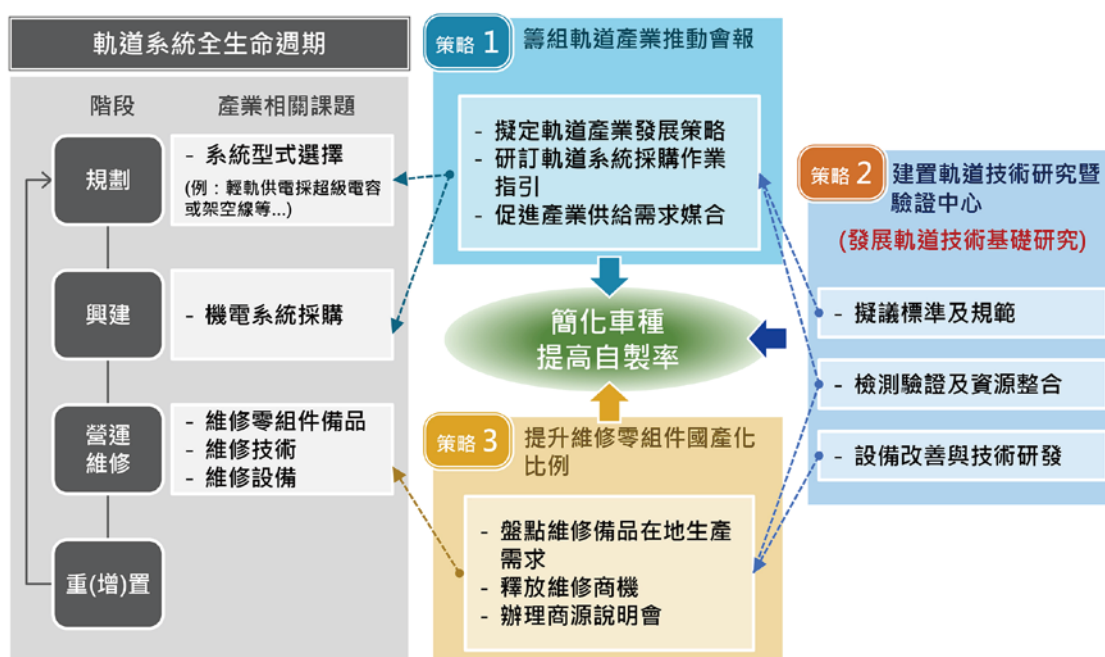 軌道系統全生命週期
階段
產業相關課題
規劃
- 系統型式選擇
(例：輕軌供電採超級電容
或架空線等...)
興建
- 機電系統採購
營運
維修
- 維修零組件備品
- 維修技術
- 維修設備
重(增)置
策略 1
籌組軌道產業推動會報
- 擬定軌道產業發展策略
- 研訂軌道系統採購作業
指引
- 促進產業供給需求媒合
簡化車種
提高自製率
策略 3
提升維修零組件國產化
比例
- 盤點維修備品在地生產
需求
- 釋放維修商機
- 辦理商源說明會
策略 2
建置軌道技術研究暨
驗證中心
(發展軌道技術基礎研究)
- 擬議標準及規範
- 檢測驗證及資源整合
- 設備改善與技術研發